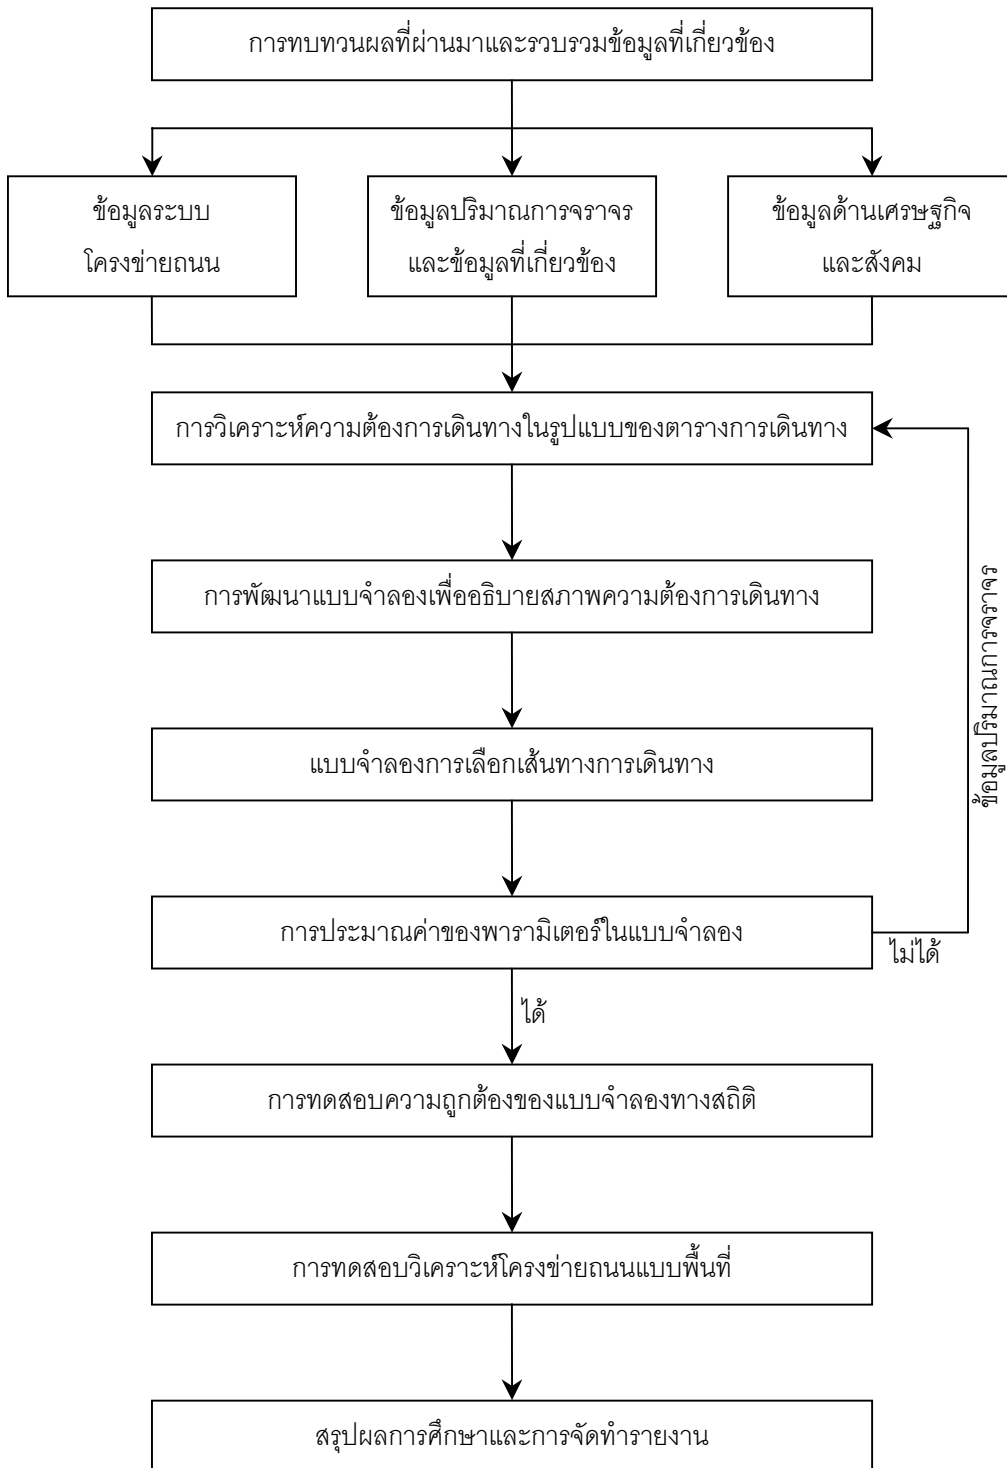 การทบทวนผลที่ผ่านมาและรวบรวมข้อมูลที่เกี่ยวข้อง
ข้อมูลระบบ
โครงข่ายถนน
ข้อมูลปริมาณการจราจร
และข้อมูลที่เกี่ยวข้อง
ข้อมูลด้านเศรษฐกิจ
และสังคม
การวิเคราะห์ความต้องการเดินทางในรูปแบบของตารางการเดินทาง
การพัฒนาแบบจำลองเพื่ออธิบายสภาพความต้องการเดินทาง
ข้อมูลปริมาณการจราจร
แบบจำลองการเลือกเส้นทางการเดินทาง
การประมาณค่าของพารามิเตอร์ในแบบจำลอง
ไม่ได้
ได้
การทดสอบความถูกต้องของแบบจำลองทางสถิติ
การทดสอบวิเคราะห์โครงข่ายถนนแบบพื้นที่
สรุปผลการศึกษาและการจัดทำรายงาน